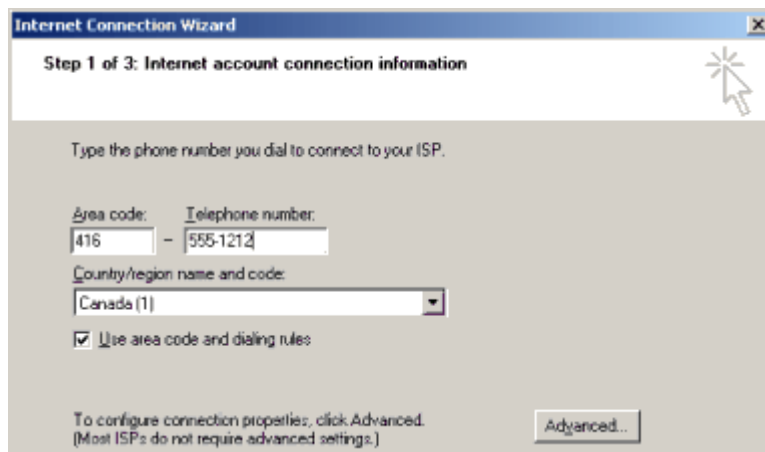 Internet Connection Wizard
Step 1 of 3: Internet account connection information
Type the phone number you dial to connect to your ISP.
Area code: Telephone number:
416 – 555-1212
Country/region name and code:
Canada (1)
Use area code and dialing rules
To configure connection properties, click Advanced.
(Most ISPs do not require advanced settings.)
Advanced...